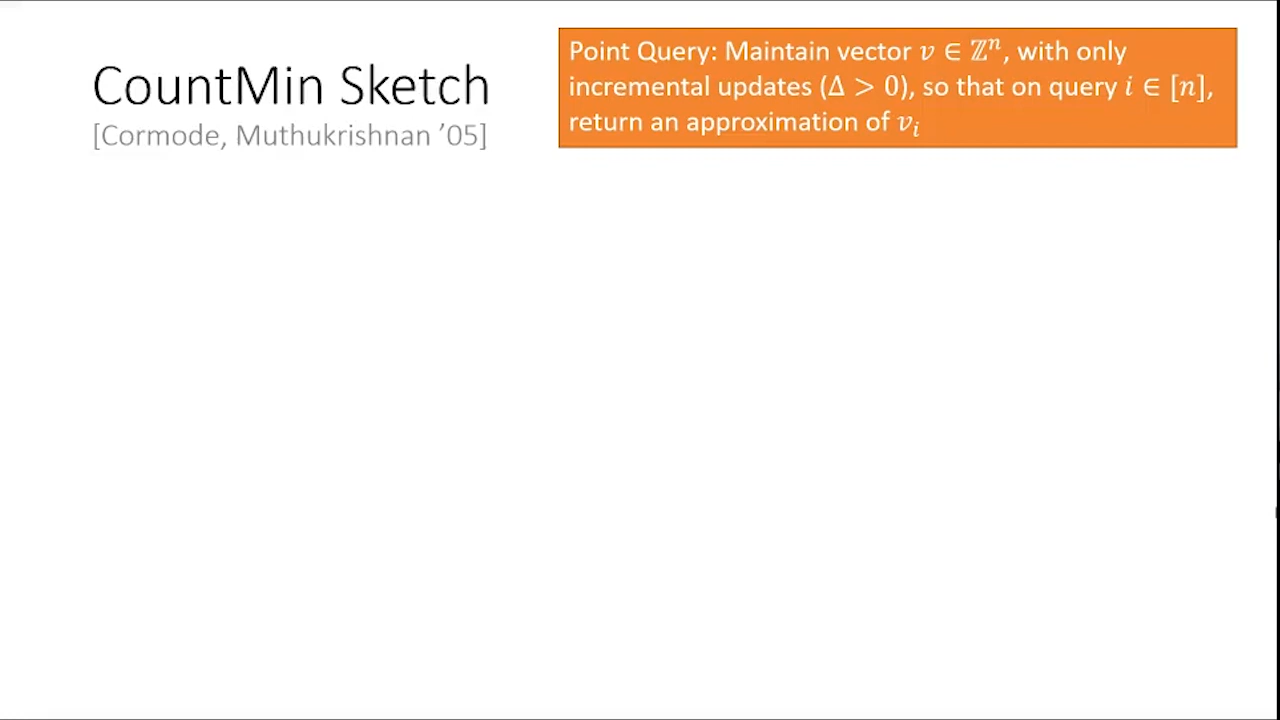 CountMin Sketch
[Cormode, Muthukrishnan ’05]
Point Query: Maintain vector 𝑣 ∈ ℤⁿ, with only
incremental updates (Δ > 0), so that on query 𝑖 ∈ [𝑛],
return an approximation of 𝑣ᵢ